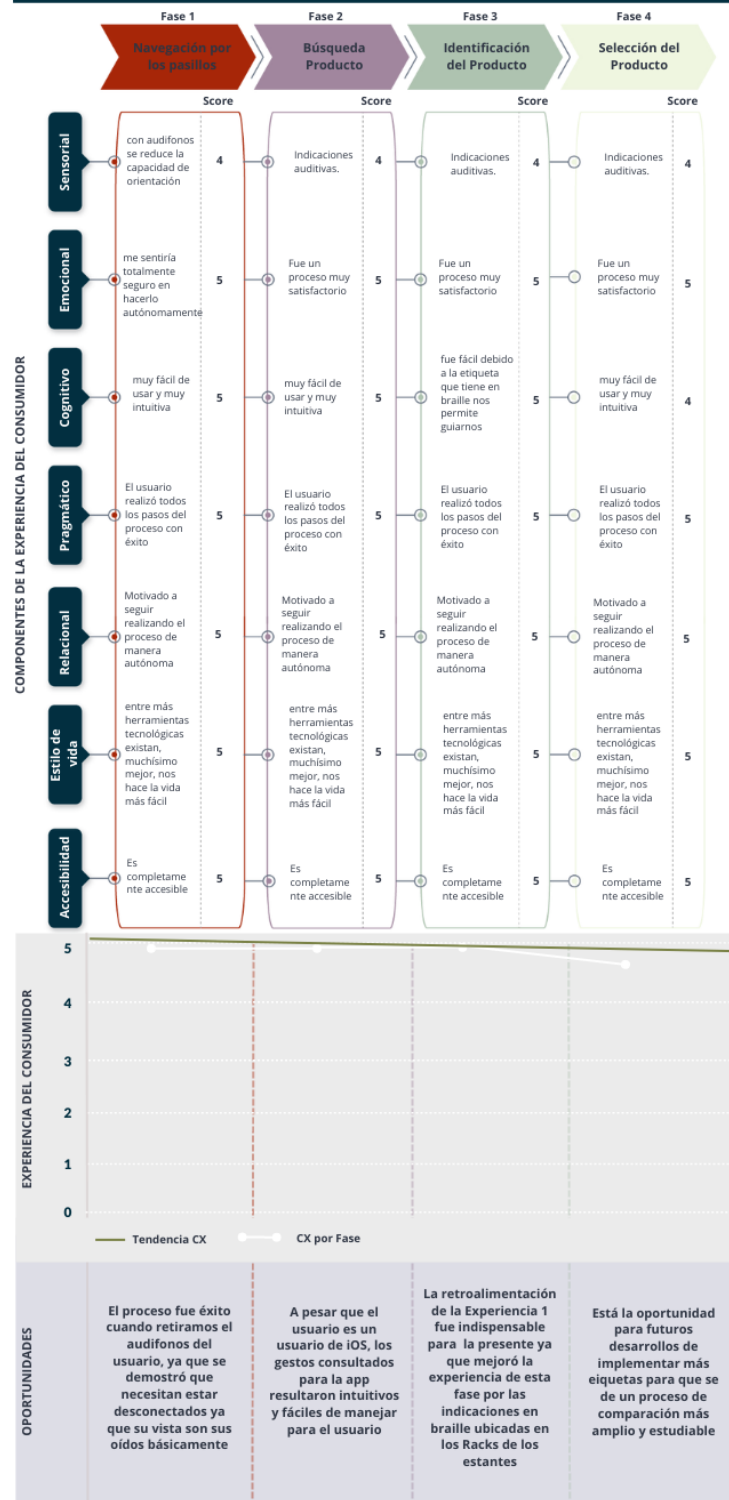 Fase 1
Fase 2
Fase 3
Fase 4
Navegación por
los pasillos
Búsqueda
Producto
Identificación
del Producto
Selección del
Producto
Score
Score
Score
Score
COMPONENTES DE LA EXPERIENCIA DEL CONSUMIDOR
Sensorial
con audifonos
se reduce la
capacidad de
orientación
4
Indicaciones
auditivas.
4
Indicaciones
auditivas.
4
Indicaciones
auditivas.
4
Emocional
me sentiría
totalmente
seguro en
hacerlo
autónomamente
5
Fue un
proceso muy
satisfactorio
5
Fue un
proceso muy
satisfactorio
5
Fue un
proceso muy
satisfactorio
5
Cognitivo
muy fácil de
usar y muy
intuitiva
5
muy fácil de
usar y muy
intuitiva
5
fue fácil debido
a la etiqueta
que tiene en
braille nos
permite
guiarnos
5
muy fácil de
usar y muy
intuitiva
4
Pragmático
El usuario
realizó todos
los pasos del
proceso con
éxito
5
El usuario
realizó todos
los pasos del
proceso con
éxito
5
El usuario
realizó todos
los pasos del
proceso con
éxito
5
El usuario
realizó todos
los pasos del
proceso con
éxito
5
Relacional
Motivado a
seguir
realizando el
proceso de
manera
autónoma
5
Motivado a
seguir
realizando el
proceso de
manera
autónoma
5
Motivado a
seguir
realizando el
proceso de
manera
autónoma
5
Motivado a
seguir
realizando el
proceso de
manera
autónoma
5
Estilo de
vida
entre más
herramientas
tecnológicas
existan,
muchísimo
mejor, nos
hace la vida
más fácil
5
entre más
herramientas
tecnológicas
existan,
muchísimo
mejor, nos
hace la vida
más fácil
5
entre más
herramientas
tecnológicas
existan,
muchísimo
mejor, nos
hace la vida
más fácil
5
entre más
herramientas
tecnológicas
existan,
muchísimo
mejor, nos
hace la vida
más fácil
5
Accesibilidad
Es
completame
nte accesible
5
Es
completame
nte accesible
5
Es
completame
nte accesible
5
Es
completame
nte accesible
5
EXPERIENCIA DEL CONSUMIDOR
5
4
3
2
1
0
Tendencia CX
CX por Fase
OPORTUNIDADES
El proceso fue éxito
cuando retiramos el
audifonos del
usuario, ya que se
demostró que
necesitan estar
desconectados ya
que su vista son sus
oídos básicamente
A pesar que el
usuario es un
usuario de iOS, los
gestos consultados
para la app
resultaron intuitivos
y fáciles de manejar
para el usuario
La retroalimentación
de la Experiencia 1
fue indispensable
para la presente ya
que mejoró la
experiencia de esta
fase por las
indicaciones en
braille ubicadas en
los Racks de los
estantes
Está la oportunidad
para futuros
desarrollos de
implementar más
eiquetas para que se
de un proceso de
comparación más
amplio y estudiable